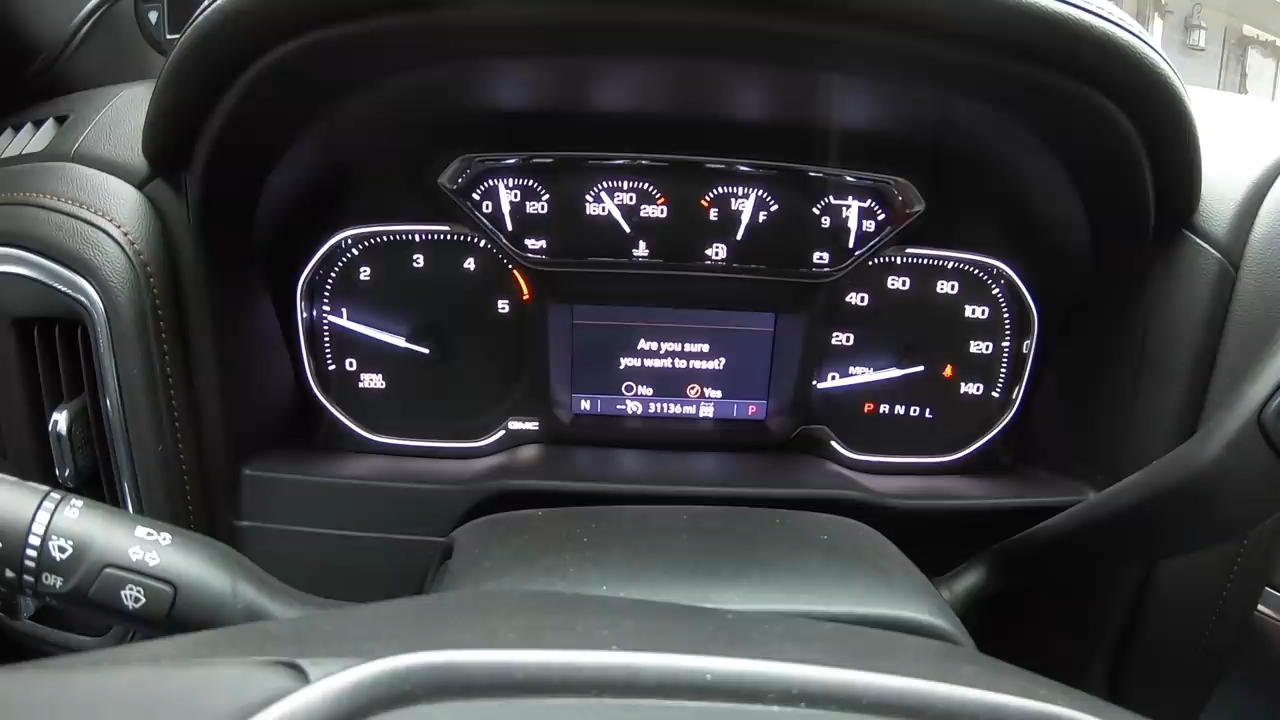 0 60 120
160 210 260
E 1/2 F
9 14 19
0 1 2 3 4 5
RPM
x1000
GMC
Are you sure
you want to reset?
No Yes
N 31136 mi P
0 20 40 60 80 100 120 140
MPH
0
P R N D L
OFF